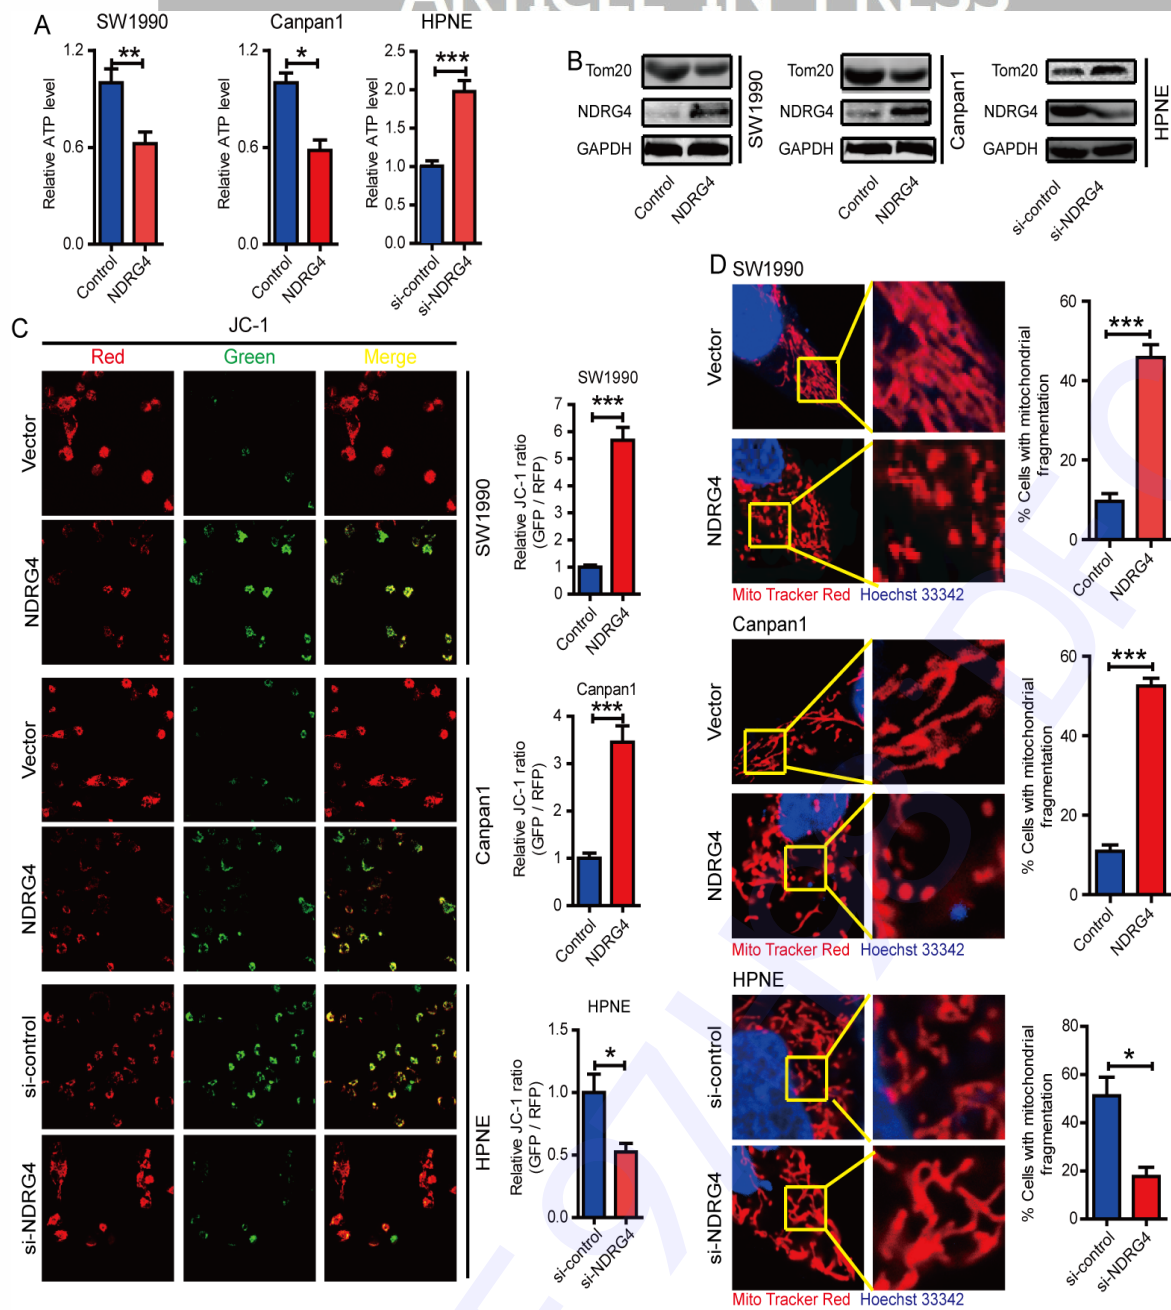 ARTICLE IN PRESS
A
SW1990
Canpan1
HPNE
Relative ATP level
1.2
0.6
0.0
**
Control
NDRG4
Relative ATP level
1.2
0.6
0.0
*
Control
NDRG4
Relative ATP level
2.5
2.0
1.5
1.0
0.5
0.0
***
si-control
si-NDRG4
B
Tom20
NDRG4
GAPDH
Control
NDRG4
SW1990
Tom20
NDRG4
GAPDH
Control
NDRG4
Canpan1
Tom20
NDRG4
GAPDH
si-control
si-NDRG4
HPNE
C
JC-1
Red Green Merge
Vector
NDRG4
SW1990
Vector
NDRG4
Canpan1
si-control
si-NDRG4
HPNE
SW1990
Relative JC-1 ratio
(GFP / RFP)
7
6
5
4
3
2
1
0
***
Control
NDRG4
Canpan1
Relative JC-1 ratio
(GFP / RFP)
4
3
2
1
0
***
Control
NDRG4
HPNE
Relative JC-1 ratio
(GFP / RFP)
1.5
1.0
0.5
0.0
*
si-control
si-NDRG4
D
SW1990
Vector
NDRG4
Mito Tracker Red Hoechst 33342
% Cells with mitochondrial
fragmentation
60
40
20
0
***
Control
NDRG4
Canpan1
Vector
NDRG4
Mito Tracker Red Hoechst 33342
% Cells with mitochondrial
fragmentation
60
40
20
0
***
Control
NDRG4
HPNE
si-control
si-NDRG4
Mito Tracker Red Hoechst 33342
% Cells with mitochondrial
fragmentation
80
60
40
20
0
*
si-control
si-NDRG4